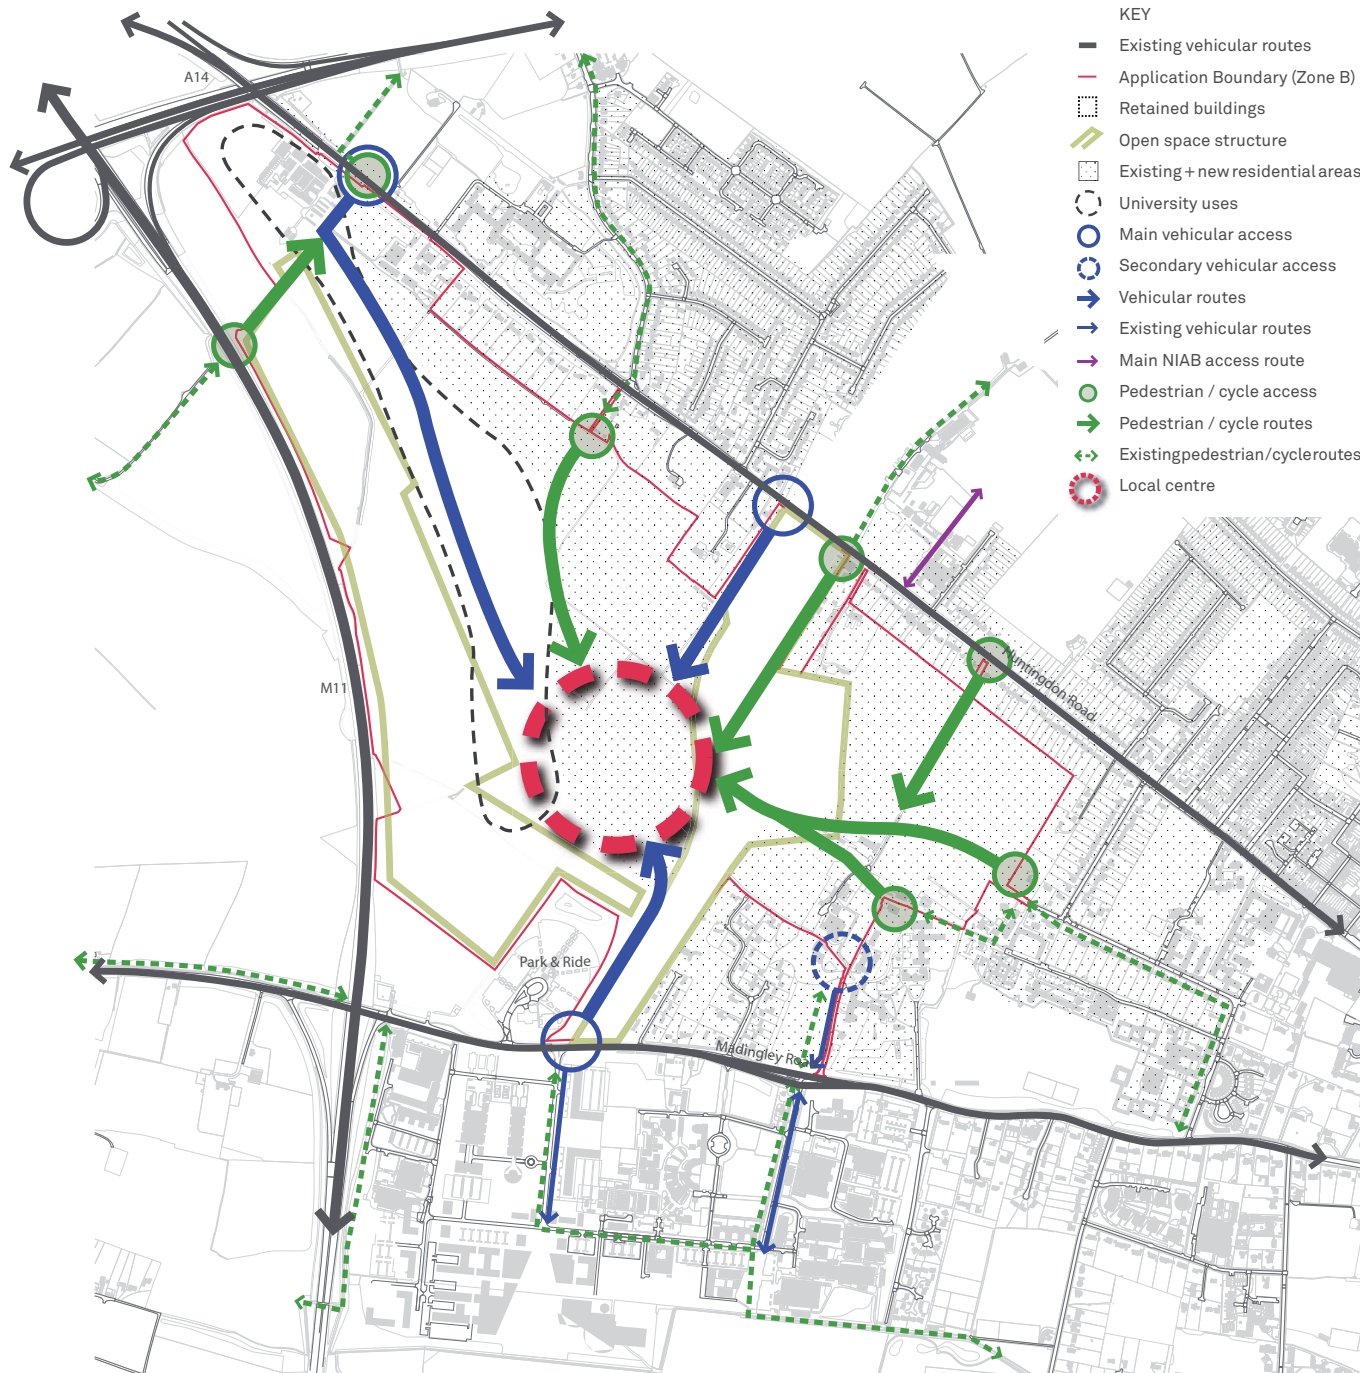 KEY
Existing vehicular routes
Application Boundary (Zone B)
Retained buildings
Open space structure
Existing + new residential areas
University uses
Main vehicular access
Secondary vehicular access
Vehicular routes
Existing vehicular routes
Main NIAB access route
Pedestrian / cycle access
Pedestrian / cycle routes
Existingpedestrian/cycleroutes
Local centre
A14
M11
Huntingdon Road
Park & Ride
Madingley Road